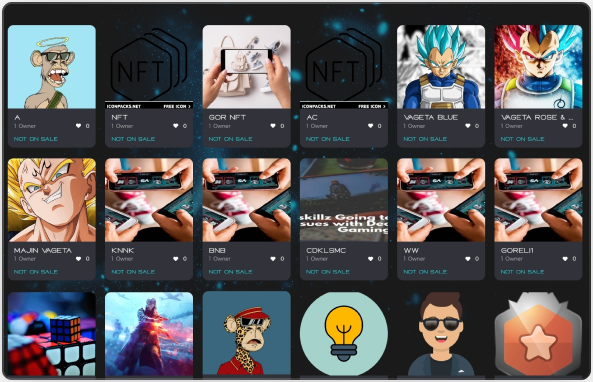 NFT
NFT
ICONPACKS.NET FREE ICON >
ICONPACKS.NET FREE ICON >
A
NFT
GOR NFT
AC
VAGETA BLUE
VAGETA ROSE & ...
1 Owner 0
1 Owner 0
1 Owner 0
1 Owner 0
1 Owner 0
1 Owner 0
NOT ON SALE
NOT ON SALE
NOT ON SALE
NOT ON SALE
NOT ON SALE
NOT ON SALE
skillz Going to
sues with Dec
Gaming
MAJIN VAGETA
KNNK
BNB
CDKLSMC
WW
GORELI1
1 Owner 0
1 Owner 0
1 Owner 0
1 Owner 0
1 Owner 0
1 Owner 0
NOT ON SALE
NOT ON SALE
NOT ON SALE
NOT ON SALE
NOT ON SALE
NOT ON SALE